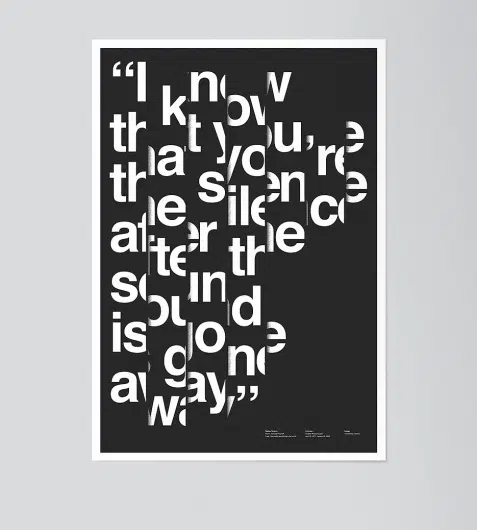 “I know
that you’re
the silence
after the
sound
is gone
away”